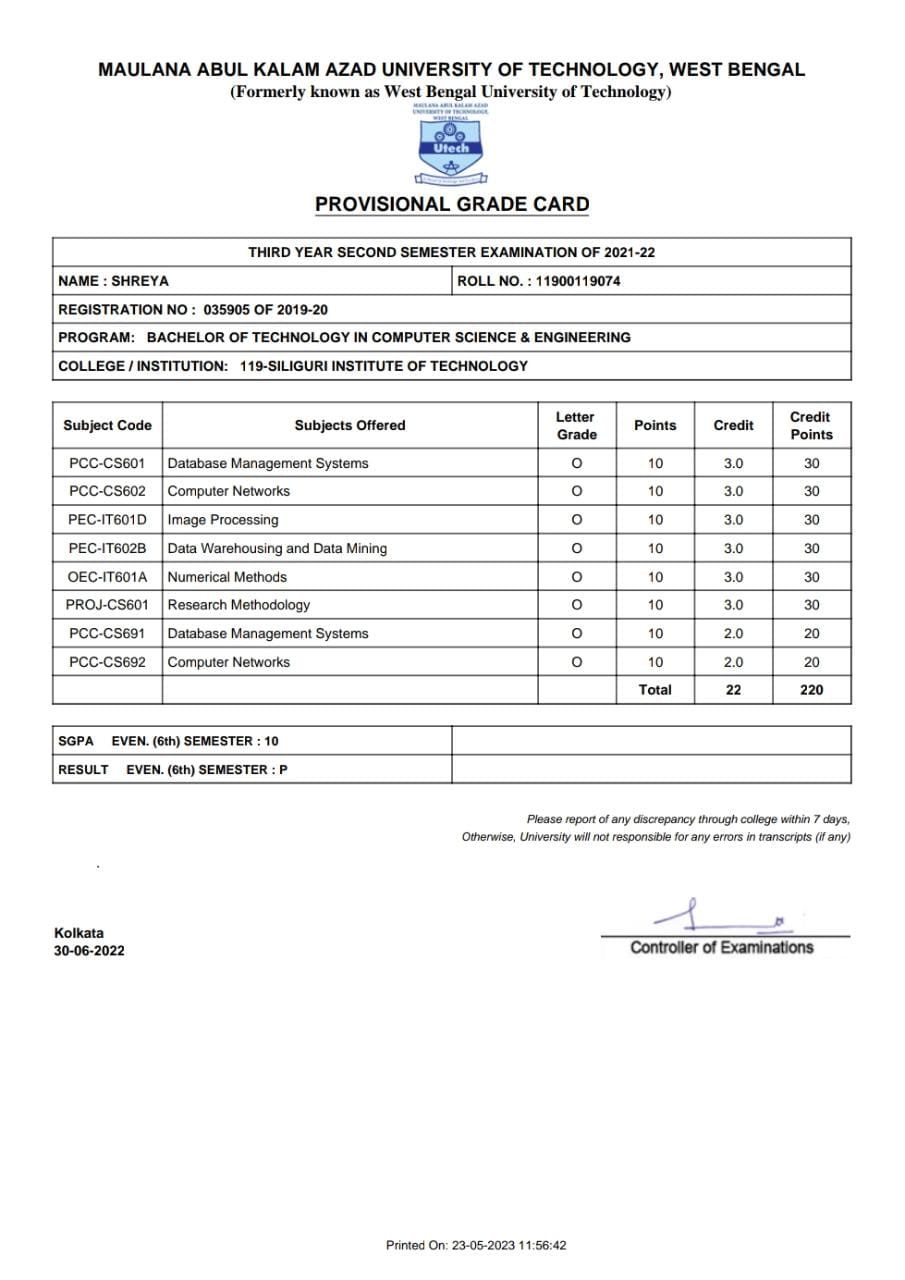 MAULANA ABUL KALAM AZAD UNIVERSITY OF TECHNOLOGY, WEST BENGAL
(Formerly known as West Bengal University of Technology)
MAULANA ABUL KALAM AZAD
UNIVERSITY OF TECHNOLOGY,
WEST BENGAL
Utech
PROVISIONAL GRADE CARD
THIRD YEAR SECOND SEMESTER EXAMINATION OF 2021-22
NAME : SHREYA ROLL NO. : 11900119074
REGISTRATION NO : 035905 OF 2019-20
PROGRAM: BACHELOR OF TECHNOLOGY IN COMPUTER SCIENCE & ENGINEERING
COLLEGE / INSTITUTION: 119-SILIGURI INSTITUTE OF TECHNOLOGY
Subject Code Subjects Offered Letter Grade Points Credit Credit Points
PCC-CS601 Database Management Systems O 10 3.0 30
PCC-CS602 Computer Networks O 10 3.0 30
PEC-IT601D Image Processing O 10 3.0 30
PEC-IT602B Data Warehousing and Data Mining O 10 3.0 30
OEC-IT601A Numerical Methods O 10 3.0 30
PROJ-CS601 Research Methodology O 10 3.0 30
PCC-CS691 Database Management Systems O 10 2.0 20
PCC-CS692 Computer Networks O 10 2.0 20
Total 22 220
SGPA EVEN. (6th) SEMESTER : 10
RESULT EVEN. (6th) SEMESTER : P
Please report of any discrepancy through college within 7 days,
Otherwise, University will not responsible for any errors in transcripts (if any)
Kolkata
30-06-2022
Controller of Examinations
Printed On: 23-05-2023 11:56:42